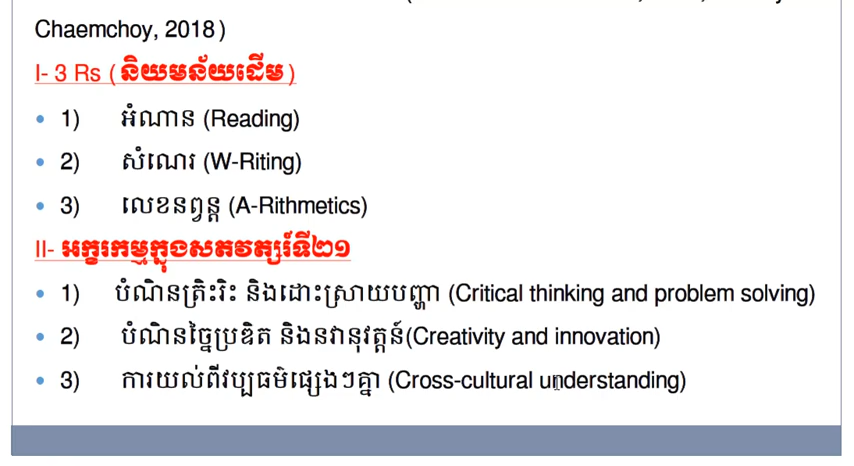 Chaemchoy, 2018)
I- 3 Rs (និយមន័យដើម)
• 1) អំណាន (Reading)
• 2) សំណេរ (W-Riting)
• 3) លេខនព្វន្ត (A-Rithmetics)
II- អក្ខរកម្មក្នុងសតវត្សរ៍ទី២១
• 1) បំណិនត្រិះរិះ និងដោះស្រាយបញ្ហា (Critical thinking and problem solving)
• 2) បំណិនច្នៃប្រឌិត និងនវានុវត្តន៍(Creativity and innovation)
• 3) ការយល់ពីវប្បធម៌ផ្សេងៗគ្នា (Cross-cultural understanding)